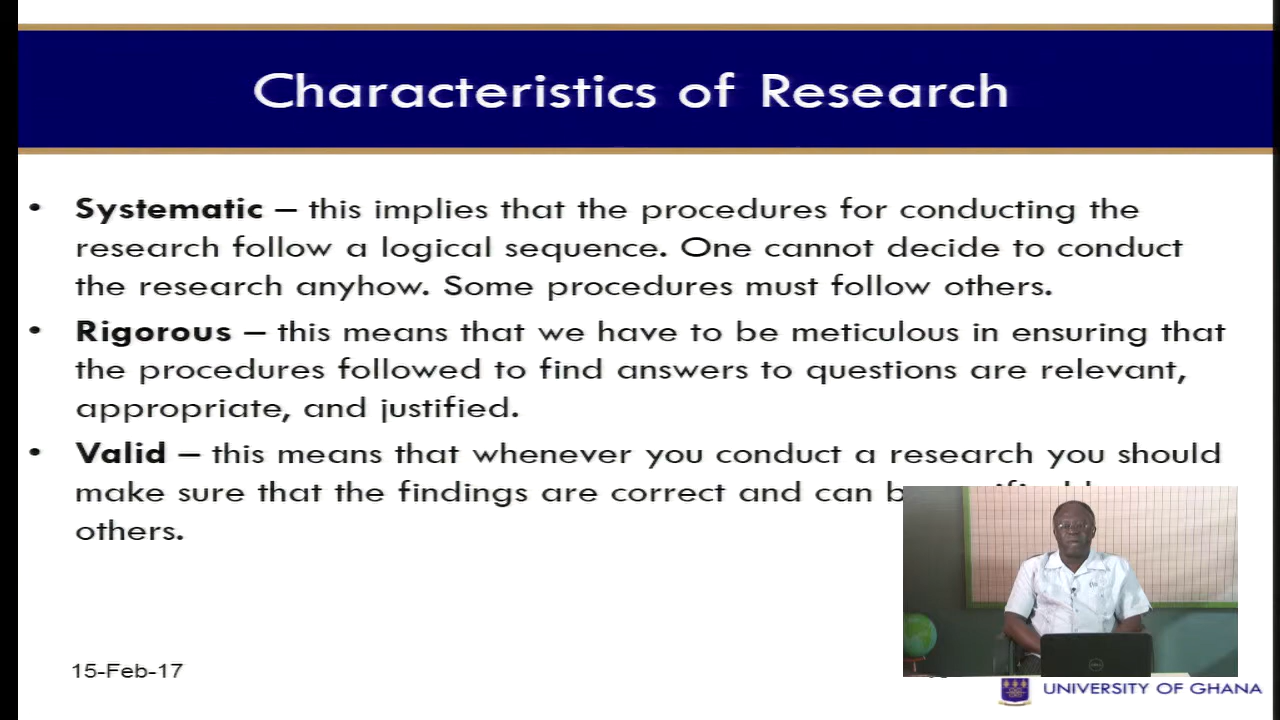 Characteristics of Research
• Systematic – this implies that the procedures for conducting the
research follow a logical sequence. One cannot decide to conduct
the research anyhow. Some procedures must follow others.
• Rigorous – this means that we have to be meticulous in ensuring that
the procedures followed to find answers to questions are relevant,
appropriate, and justified.
• Valid – this means that whenever you conduct a research you should
make sure that the findings are correct and can
others.
15-Feb-17
UNIVERSITY OF GHANA